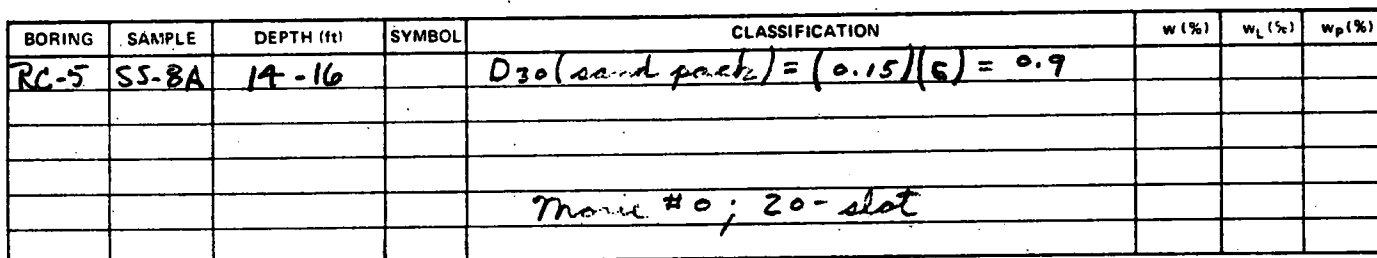 BORING SAMPLE DEPTH (ft) SYMBOL CLASSIFICATION w (%) wL (%) wP (%)
RC-5 SS-8A 14-16 D30 (sand pack) = (0.15)(6) = 0.9
Morie #0; 20-slot